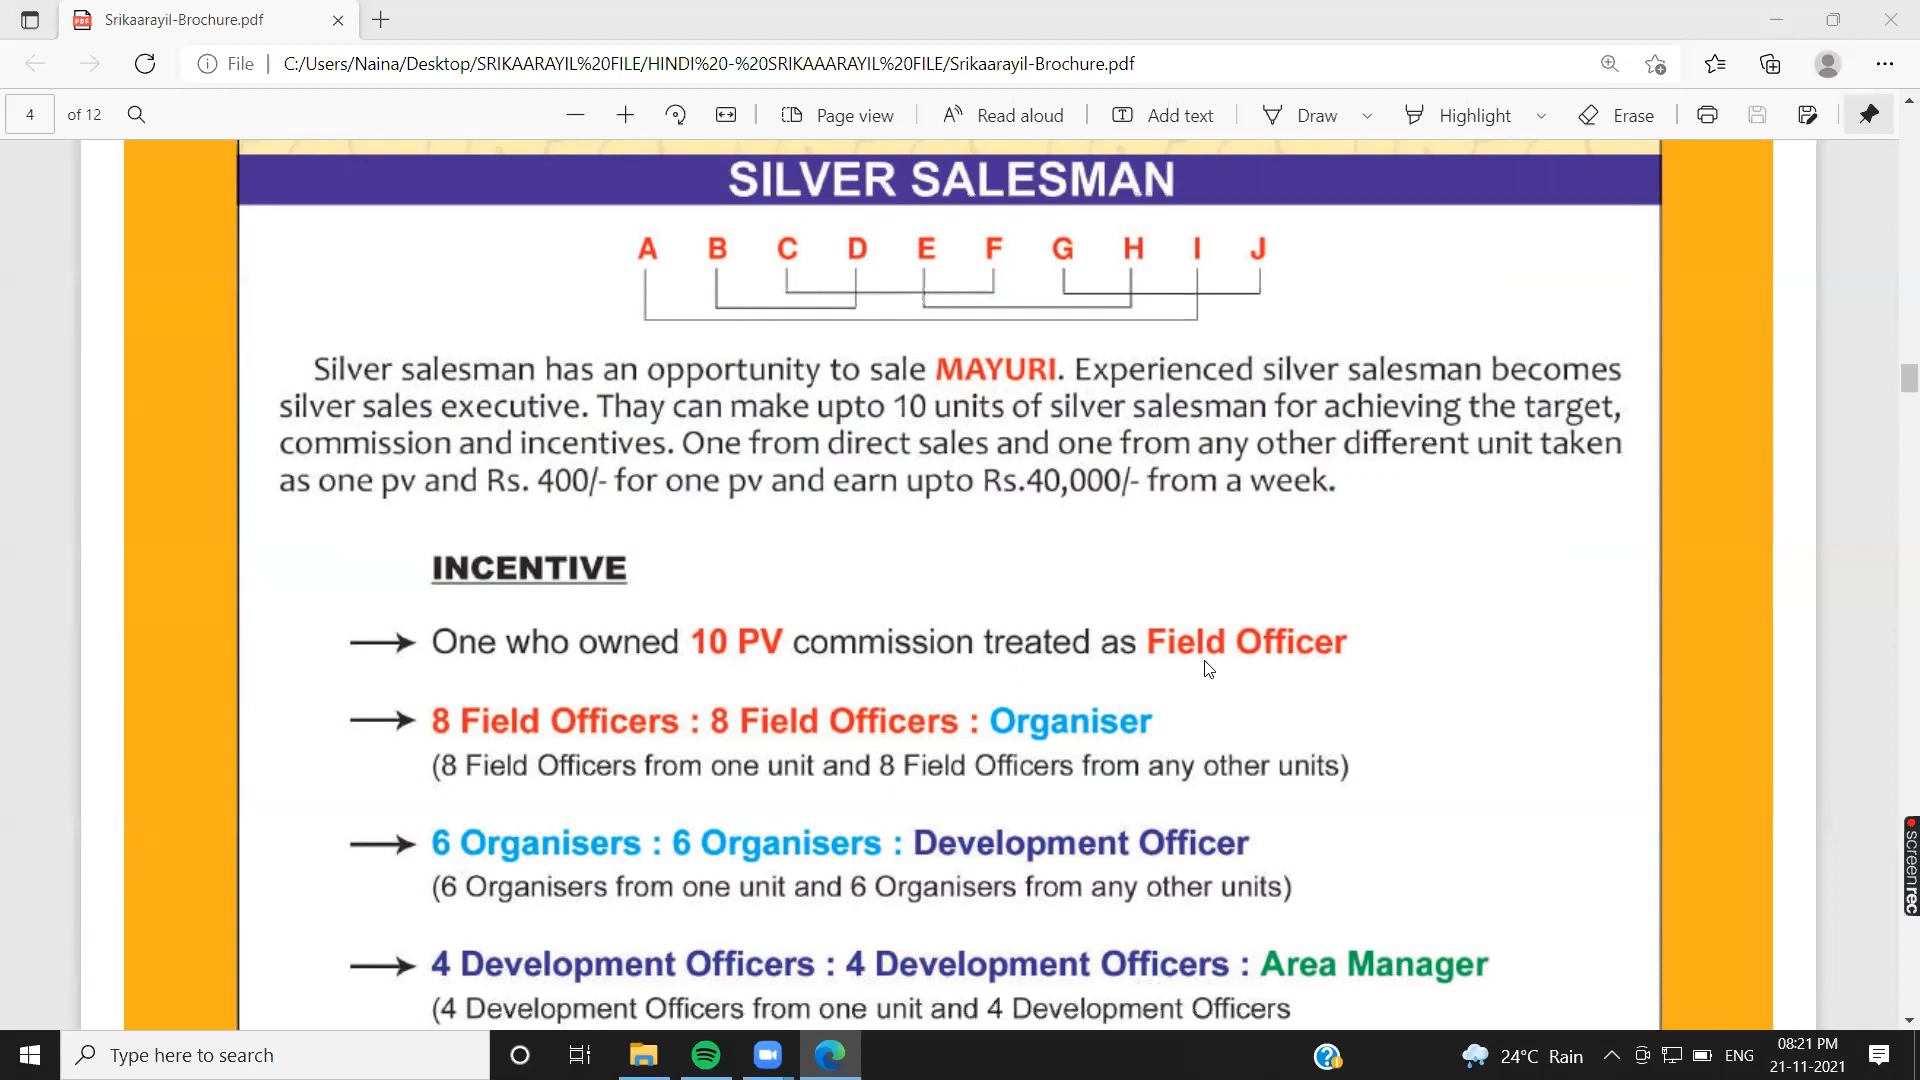 Srikaarayil-Brochure.pdf
File
C:/Users/Naina/Desktop/SRIKAARAYIL%20FILE/HINDI%20-%20SRIKAAARAYIL%20FILE/Srikaarayil-Brochure.pdf
4 of 12
Page view
Read aloud
Add text
Draw
Highlight
Erase
SILVER SALESMAN
A B C D E F G H I J
Silver salesman has an opportunity to sale MAYURI. Experienced silver salesman becomes
silver sales executive. Thay can make upto 10 units of silver salesman for achieving the target,
commission and incentives. One from direct sales and one from any other different unit taken
as one pv and Rs. 400/- for one pv and earn upto Rs.40,000/- from a week.
INCENTIVE
One who owned 10 PV commission treated as Field Officer
8 Field Officers : 8 Field Officers : Organiser
(8 Field Officers from one unit and 8 Field Officers from any other units)
6 Organisers : 6 Organisers : Development Officer
(6 Organisers from one unit and 6 Organisers from any other units)
4 Development Officers : 4 Development Officers : Area Manager
(4 Development Officers from one unit and 4 Development Officers
screenrec
Type here to search
24°C Rain
ENG
08:21 PM
21-11-2021